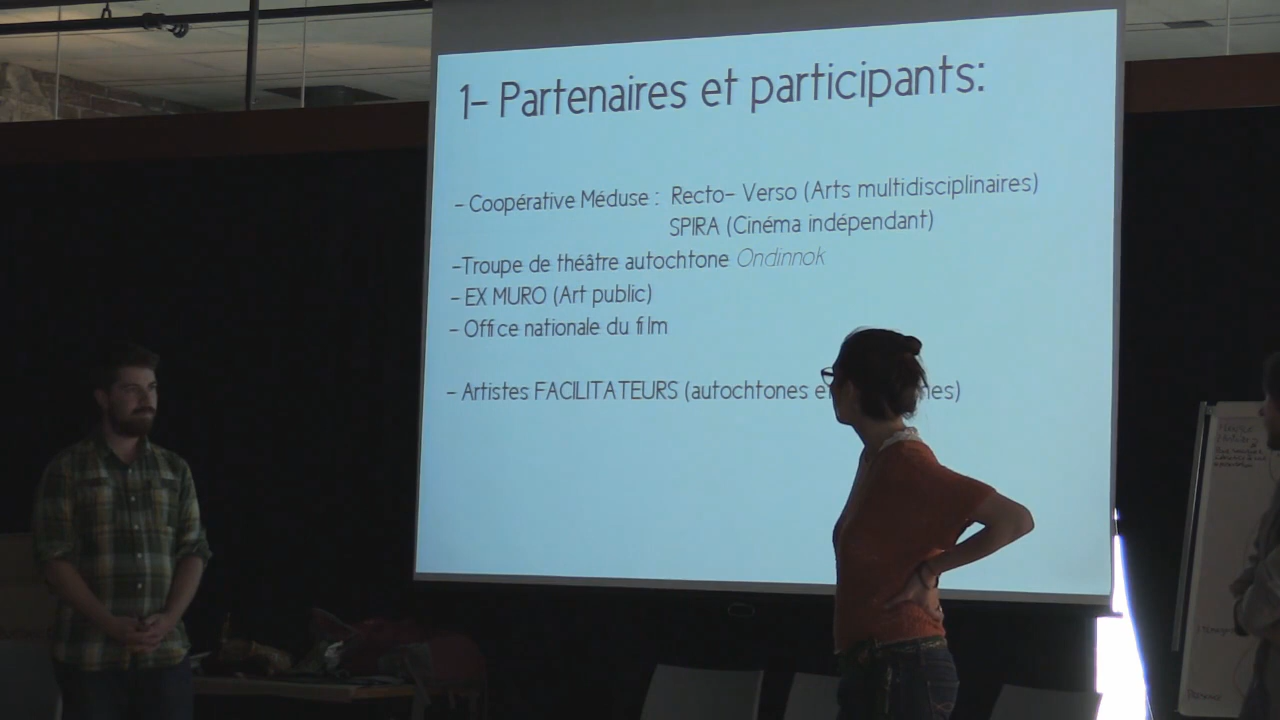 1- Partenaires et participants:
- Coopérative Méduse : Recto- Verso (Arts multidisciplinaires)
SPIRA (Cinéma indépendant)
-Troupe de théâtre autochtone Ondinnok
- EX MURO (Art public)
- Office nationale du film
- Artistes FACILITATEURS (autochtones